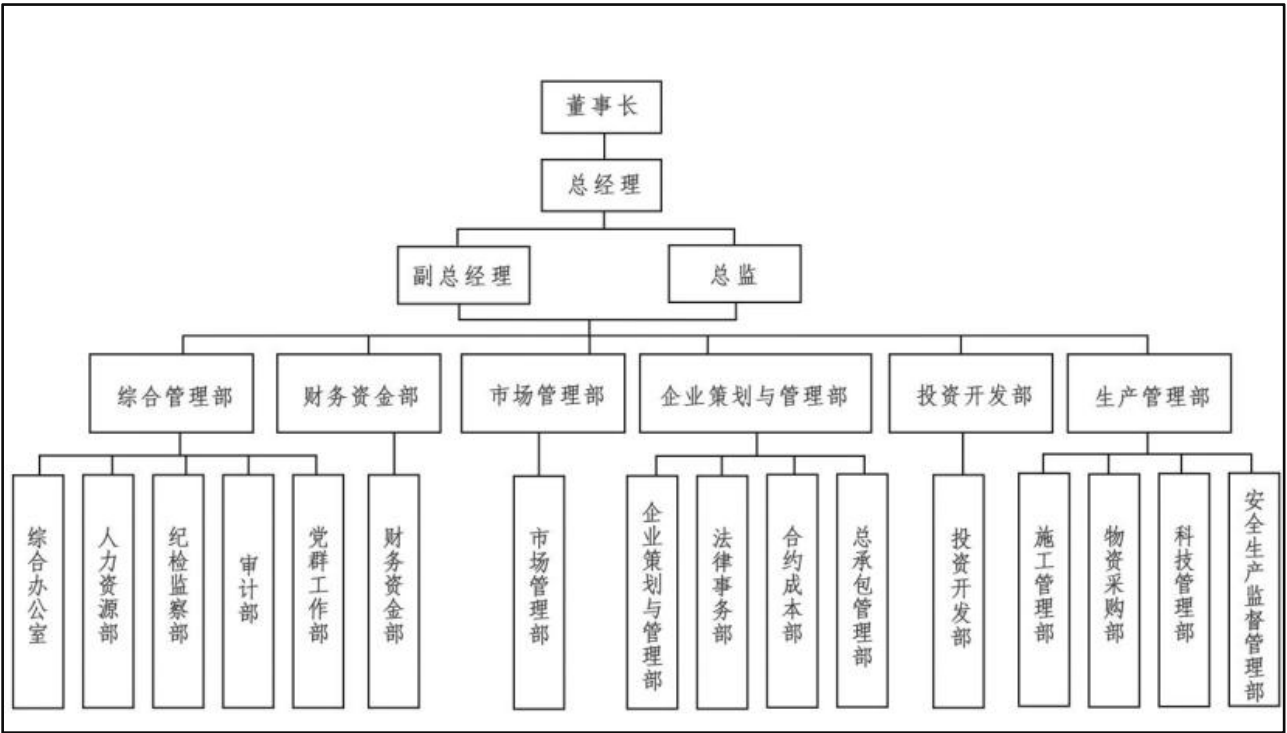 董事长
总经理
副总经理
总监
综合管理部
财务资金部
市场管理部
企业策划与管理部
投资开发部
生产管理部
综合办公室
人力资源部
纪检监察部
审计部
党群工作部
财务资金部
市场管理部
企业策划与管理部
法律事务部
合约成本部
总承包管理部
投资开发部
施工管理部
物资采购部
科技管理部
安全生产监督管理部